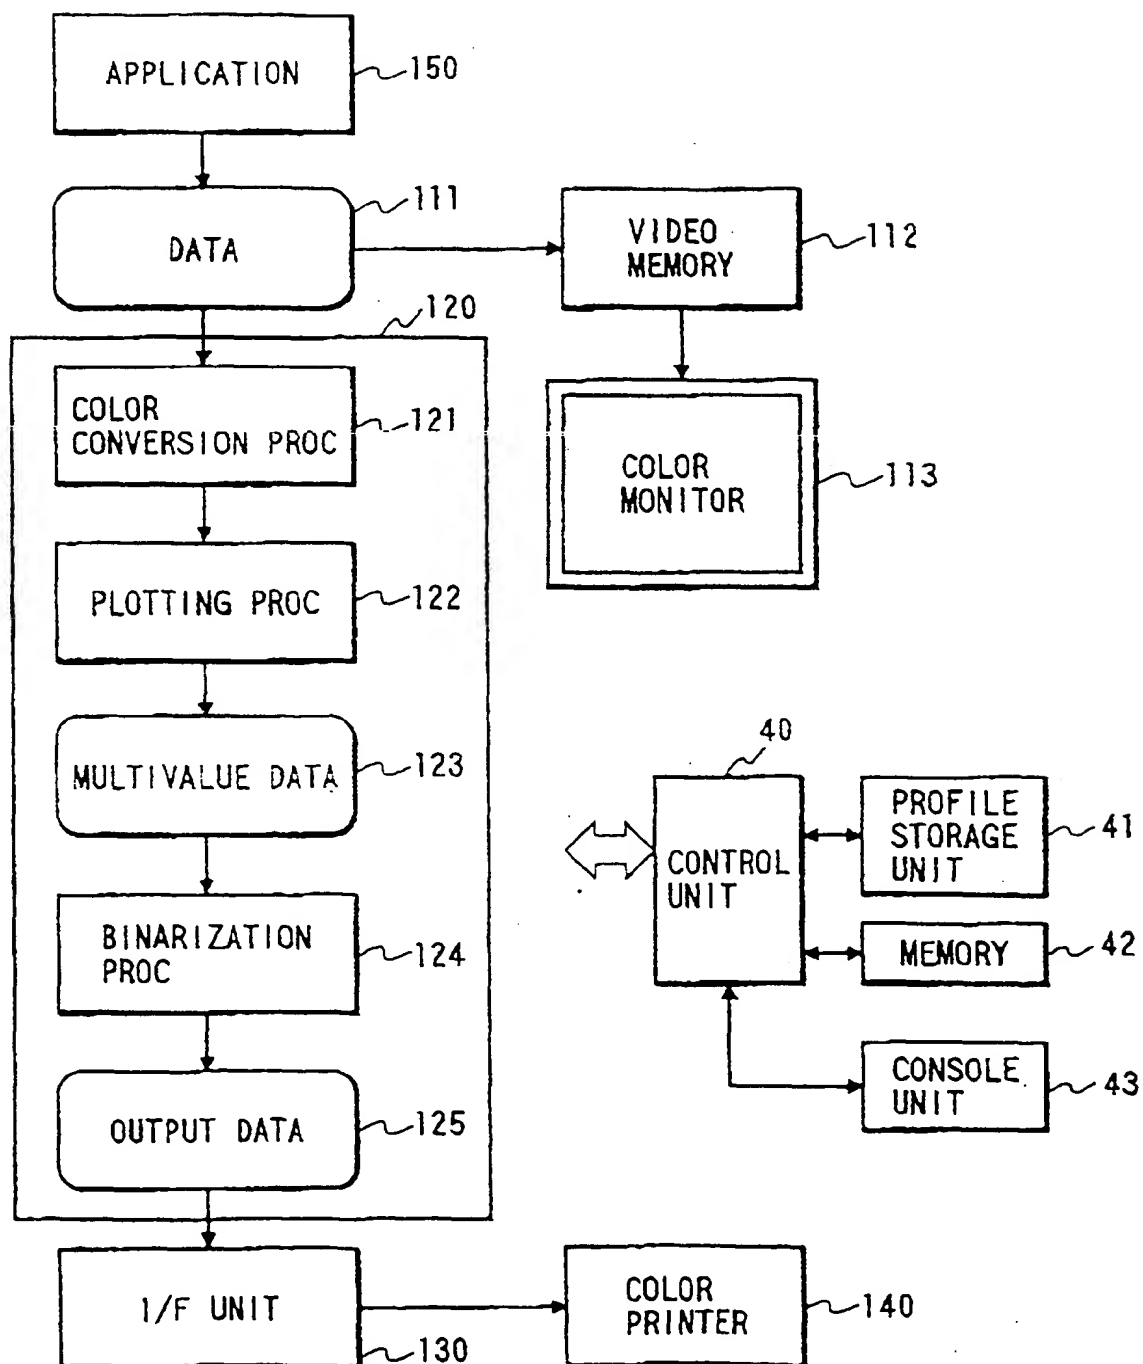 APPLICATION
150
111
DATA
VIDEO
MEMORY
112
120
COLOR
CONVERSION PROC
121
COLOR
MONITOR
113
PLOTTING PROC
122
MULTIVALUE DATA
123
40
CONTROL
UNIT
PROFILE
STORAGE
UNIT
41
BINARIZATION
PROC
124
MEMORY
42
CONSOLE
UNIT
43
OUTPUT DATA
125
I/F UNIT
130
COLOR
PRINTER
140